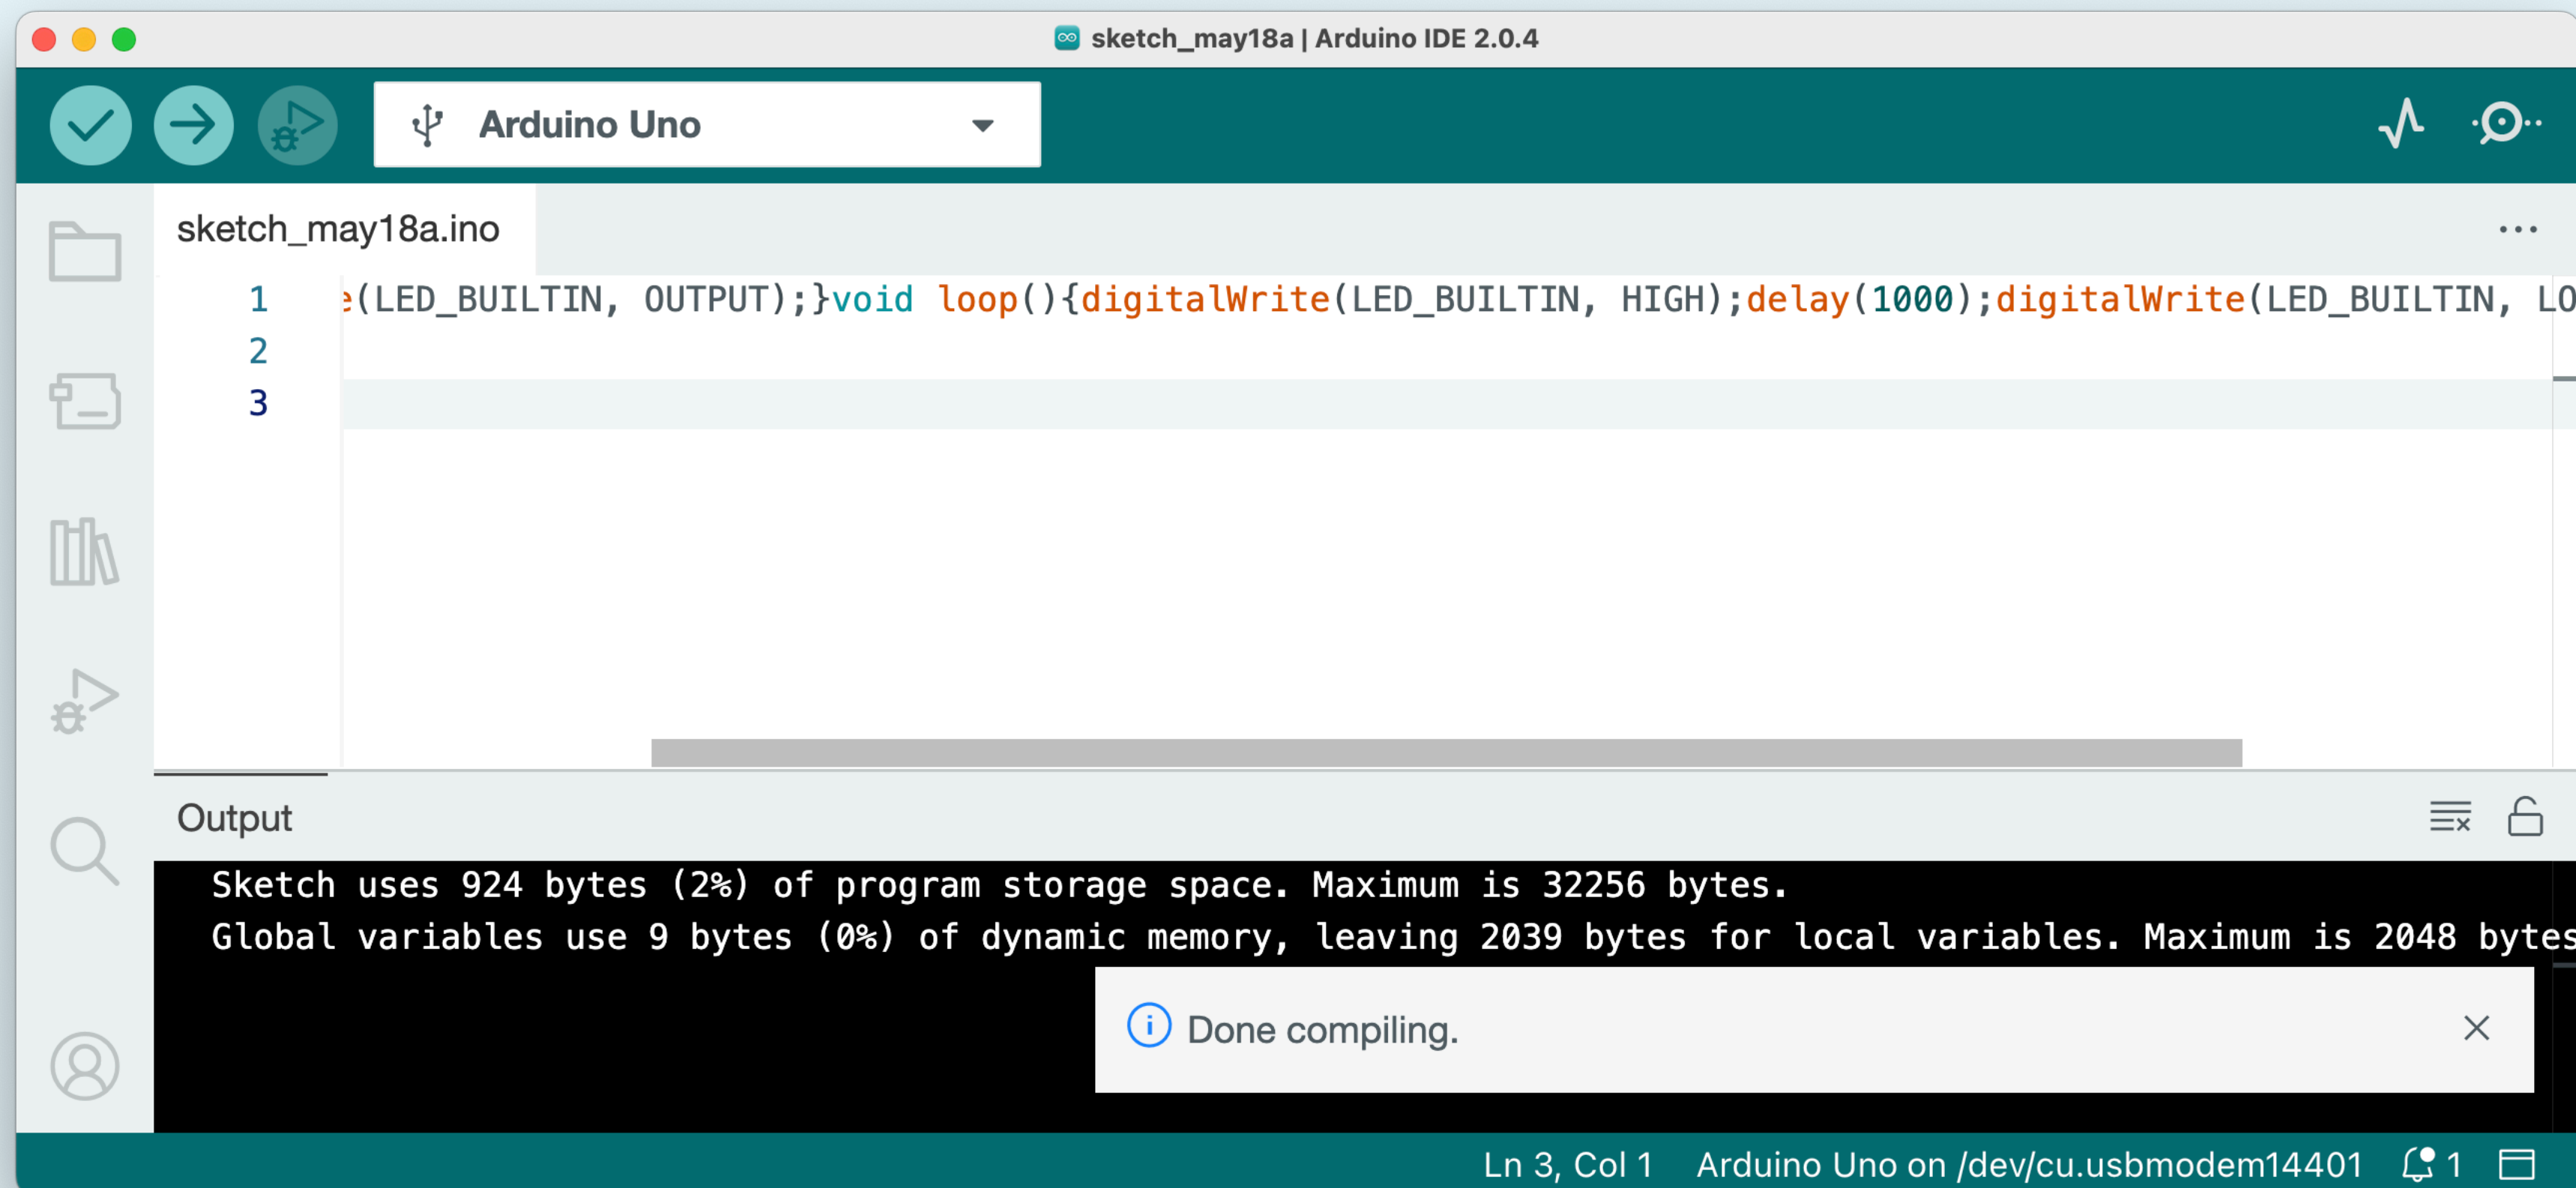 sketch_may18a | Arduino IDE 2.0.4
Arduino Uno
sketch_may18a.ino
1 e(LED_BUILTIN, OUTPUT);}void loop(){digitalWrite(LED_BUILTIN, HIGH);delay(1000);digitalWrite(LED_BUILTIN, LO
2
3
Output
Sketch uses 924 bytes (2%) of program storage space. Maximum is 32256 bytes.
Global variables use 9 bytes (0%) of dynamic memory, leaving 2039 bytes for local variables. Maximum is 2048 bytes
Done compiling.
Ln 3, Col 1 Arduino Uno on /dev/cu.usbmodem14401 1